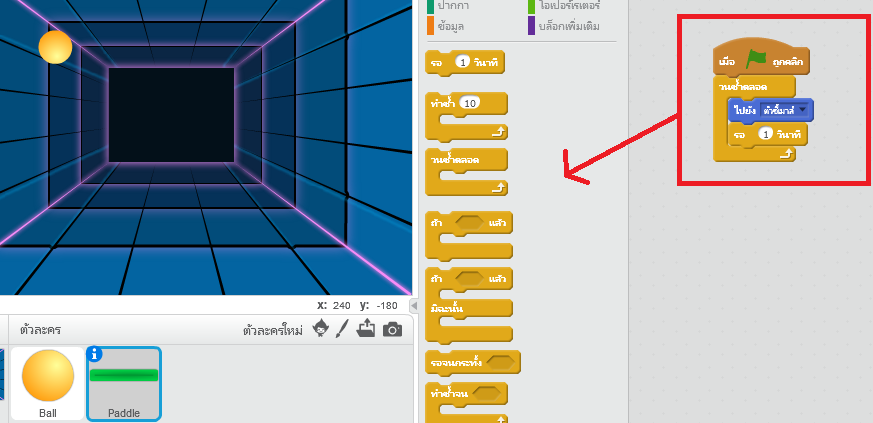 ปากกา
โอเปอร์เรเตอร์
ข้อมูล
บล็อกเพิ่มเติม
รอ 1 วินาที
ทำซ้ำ 10
วนซ้ำตลอด
ถ้า แล้ว
ถ้า แล้ว
มิฉะนั้น
รอจนกระทั่ง
ทำซ้ำจน
เมื่อ ถูกคลิก
วนซ้ำตลอด
ไปยัง ตัวชี้เมาส์
รอ 1 วินาที
x: 240 y: -180
ตัวละคร
ตัวละครใหม่
Ball
Paddle